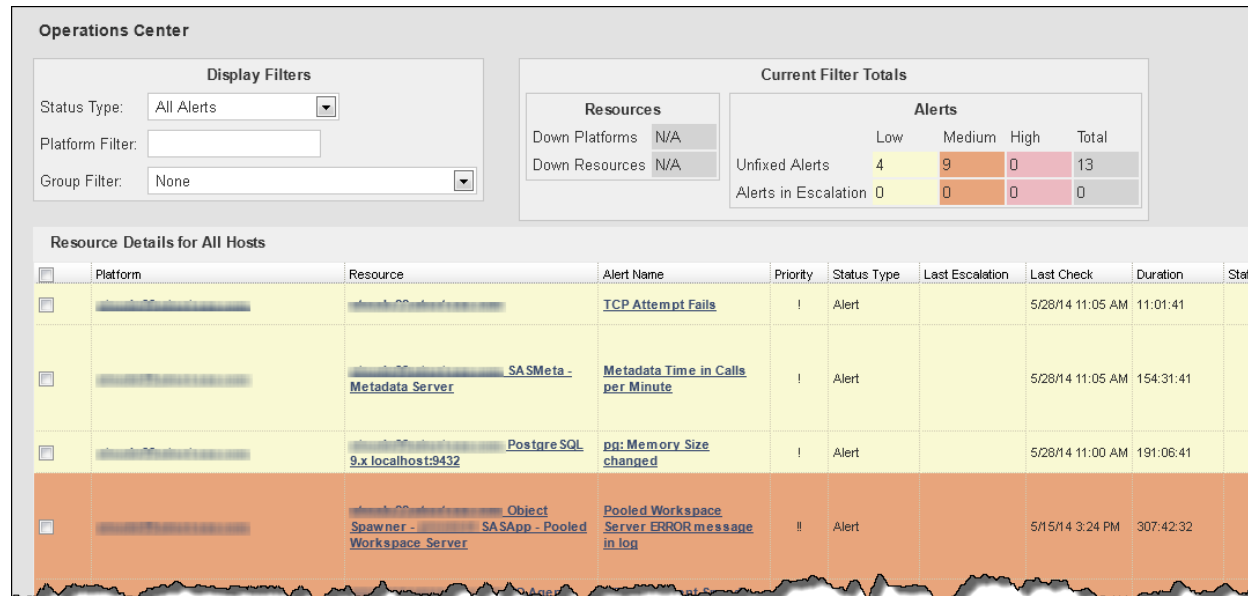 Operations Center
Display Filters
Status Type: All Alerts
Platform Filter:
Group Filter: None
Current Filter Totals
Resources
Down Platforms N/A
Down Resources N/A
Alerts
Low Medium High Total
Unfixed Alerts 4 9 0 13
Alerts in Escalation 0 0 0 0
Resource Details for All Hosts
Platform Resource Alert Name Priority Status Type Last Escalation Last Check Duration Stat
TCP Attempt Fails ! Alert 5/28/14 11:05 AM 11:01:41
SASMeta - Metadata Time in Calls
Metadata Server per Minute ! Alert 5/28/14 11:05 AM 154:31:41
PostgreSQL pg: Memory Size
9.x localhost:9432 changed ! Alert 5/28/14 11:00 AM 191:06:41
Object Pooled Workspace
Spawner - SASApp - Pooled Server ERROR message !! Alert 5/15/14 3:24 PM 307:42:32
Workspace Server in log